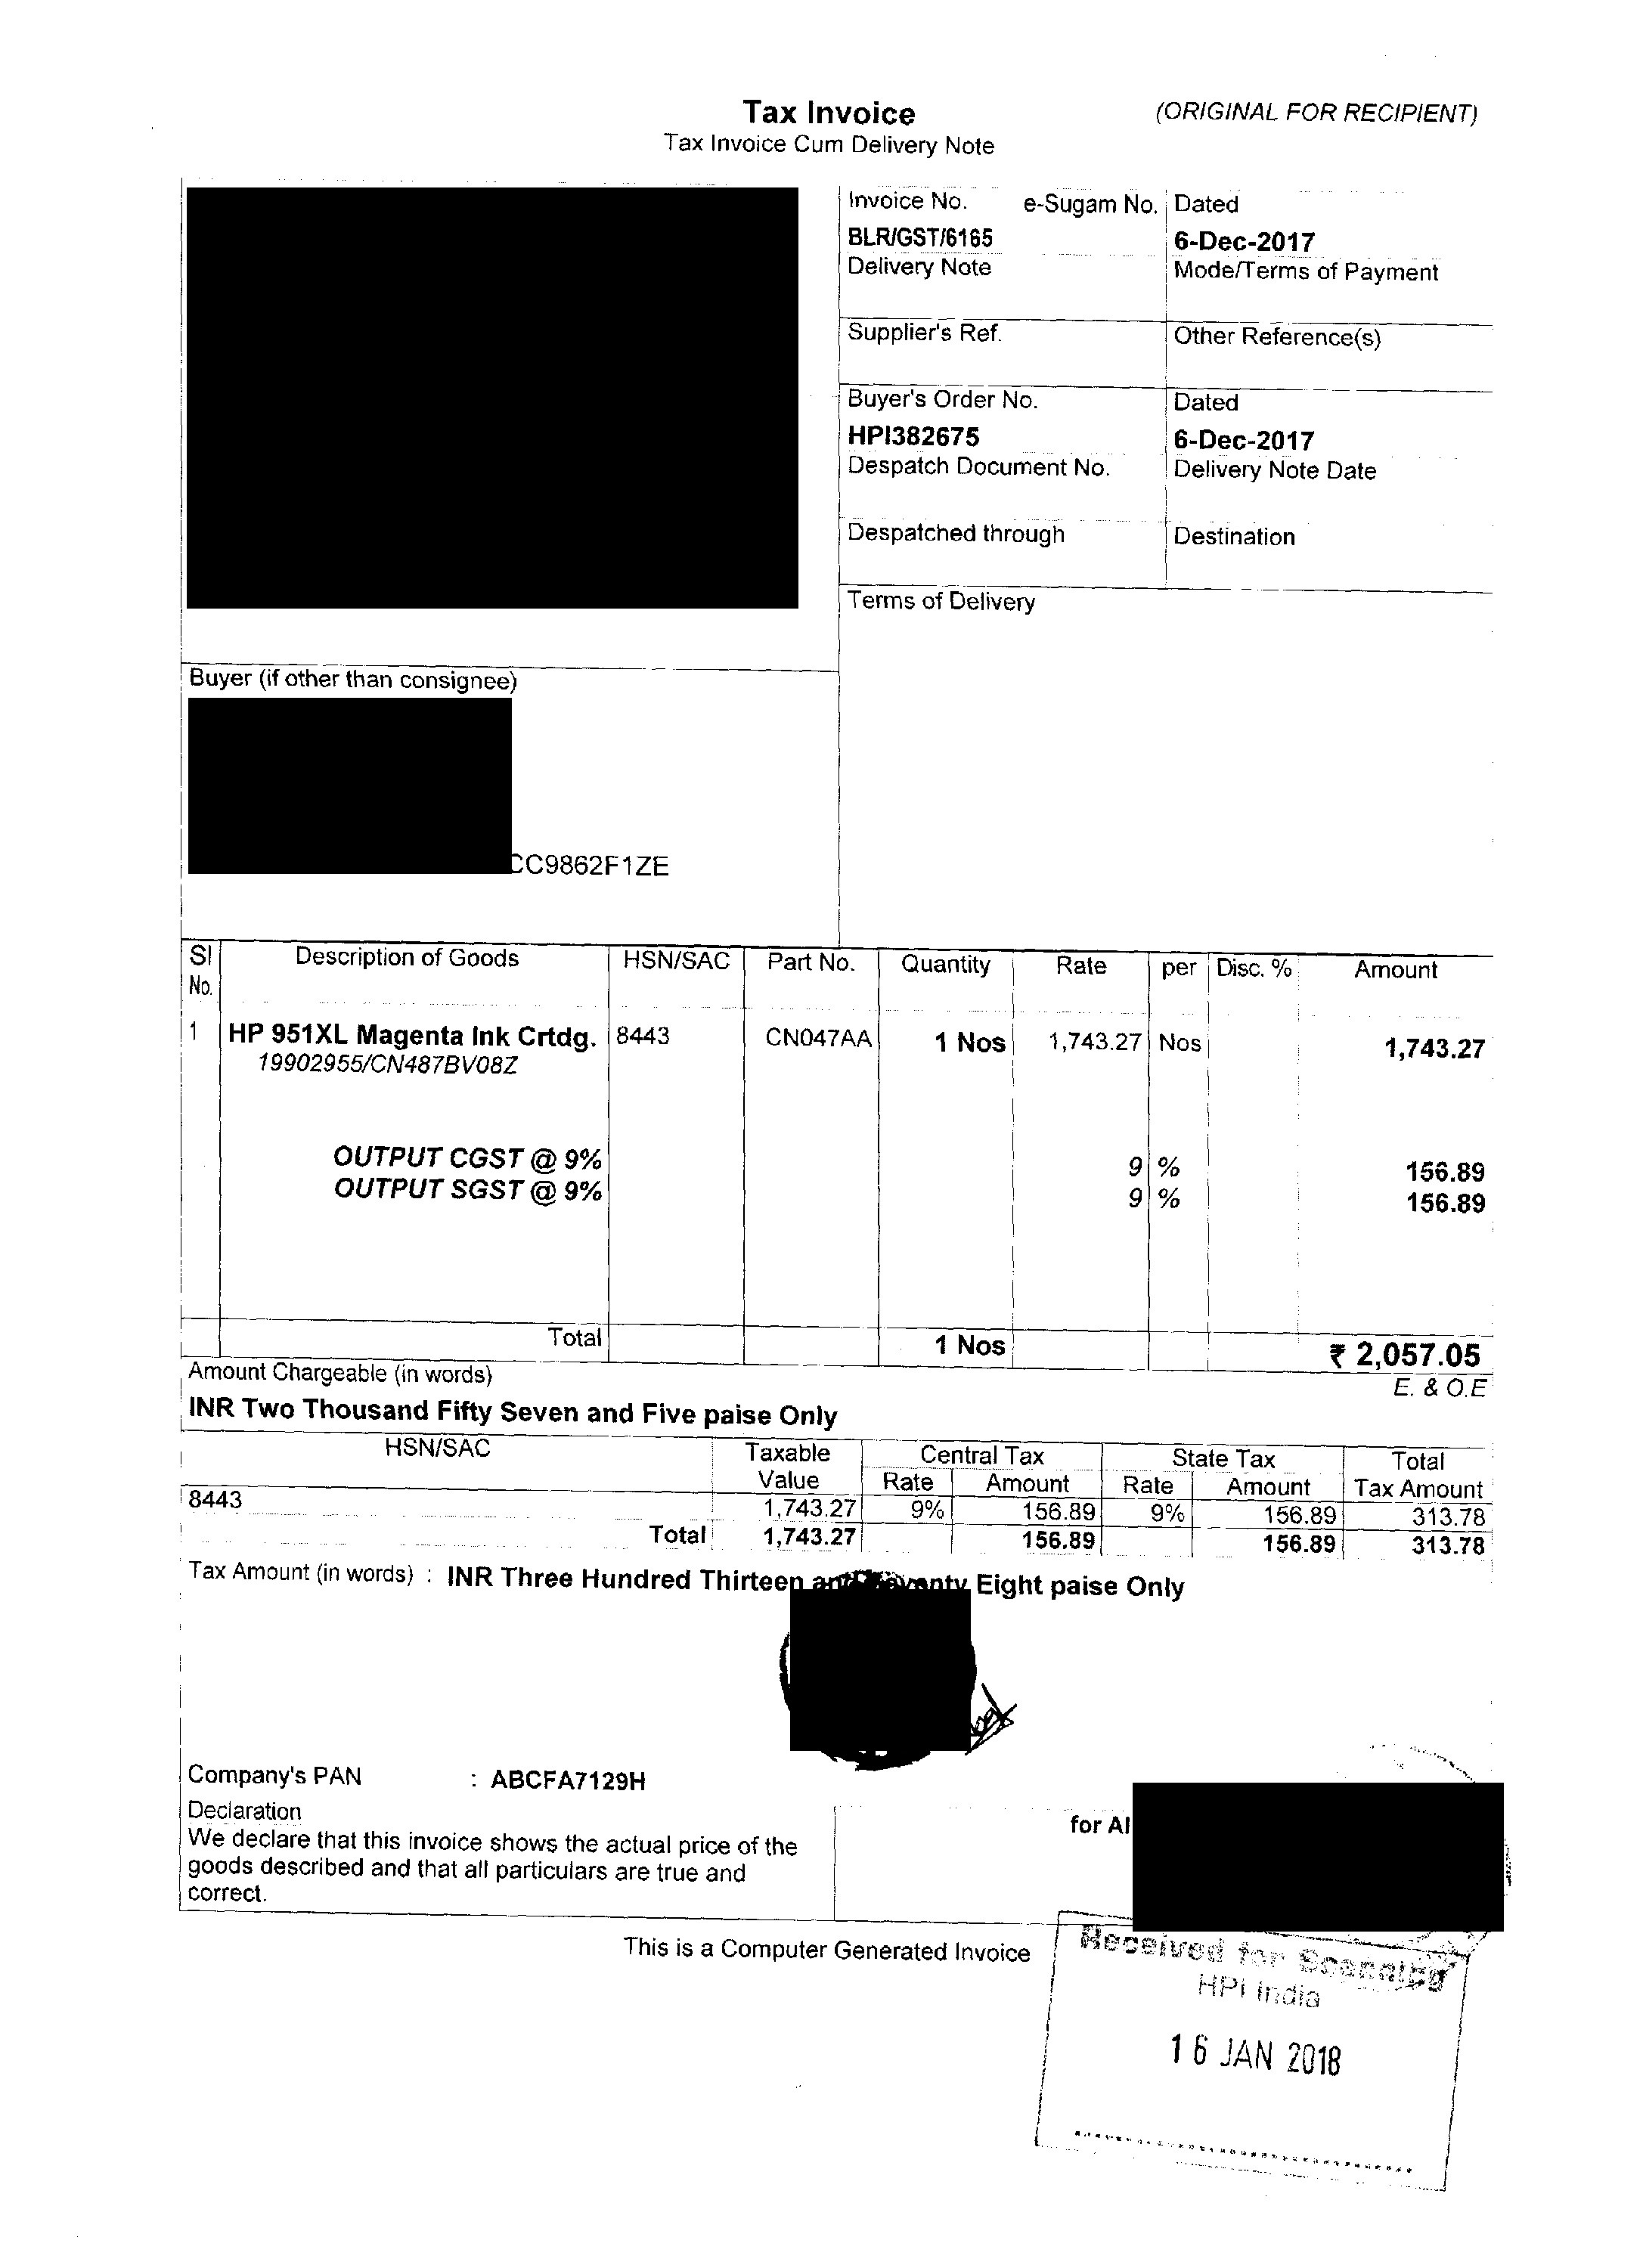 Tax Invoice
(ORIGINAL FOR RECIPIENT)
Tax Invoice Cum Delivery Note
Invoice No. e-Sugam No. Dated
BLR/GST/6165 6-Dec-2017
Delivery Note Mode/Terms of Payment
Supplier's Ref. Other Reference(s)
Buyer's Order No. Dated
HPI382675 6-Dec-2017
Despatch Document No. Delivery Note Date
Despatched through Destination
Terms of Delivery
Buyer (if other than consignee)
CC9862F1ZE
Sl No. Description of Goods HSN/SAC Part No. Quantity Rate per Disc. % Amount
1 HP 951XL Magenta Ink Crtdg. 8443 CN047AA 1 Nos 1,743.27 Nos 1,743.27
19902955/CN487BV08Z
OUTPUT CGST @ 9% 9 % 156.89
OUTPUT SGST @ 9% 9 % 156.89
Total 1 Nos ₹ 2,057.05
Amount Chargeable (in words) E. & O.E
INR Two Thousand Fifty Seven and Five paise Only
HSN/SAC Taxable Value Central Tax State Tax Total Tax Amount
Rate Amount Rate Amount
8443 1,743.27 9% 156.89 9% 156.89 313.78
Total 1,743.27 156.89 156.89 313.78
Tax Amount (in words) : INR Three Hundred Thirteen and Seventy Eight paise Only
Company's PAN : ABCFA7129H
Declaration
We declare that this invoice shows the actual price of the
goods described and that all particulars are true and
correct.
for Al
This is a Computer Generated Invoice
Received for Scanning
HPI India
16 JAN 2018